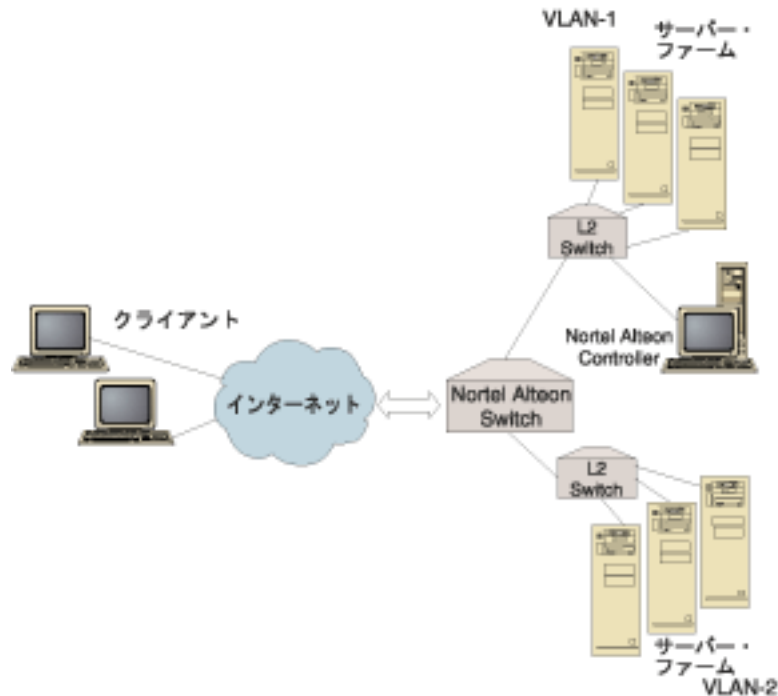 VLAN-1
サーバー・
ファーム
L2
Switch
クライアント
Nortel Alteon
Controller
インターネット
Nortel Alteon
Switch
L2
Switch
サーバー・
ファーム
VLAN-2